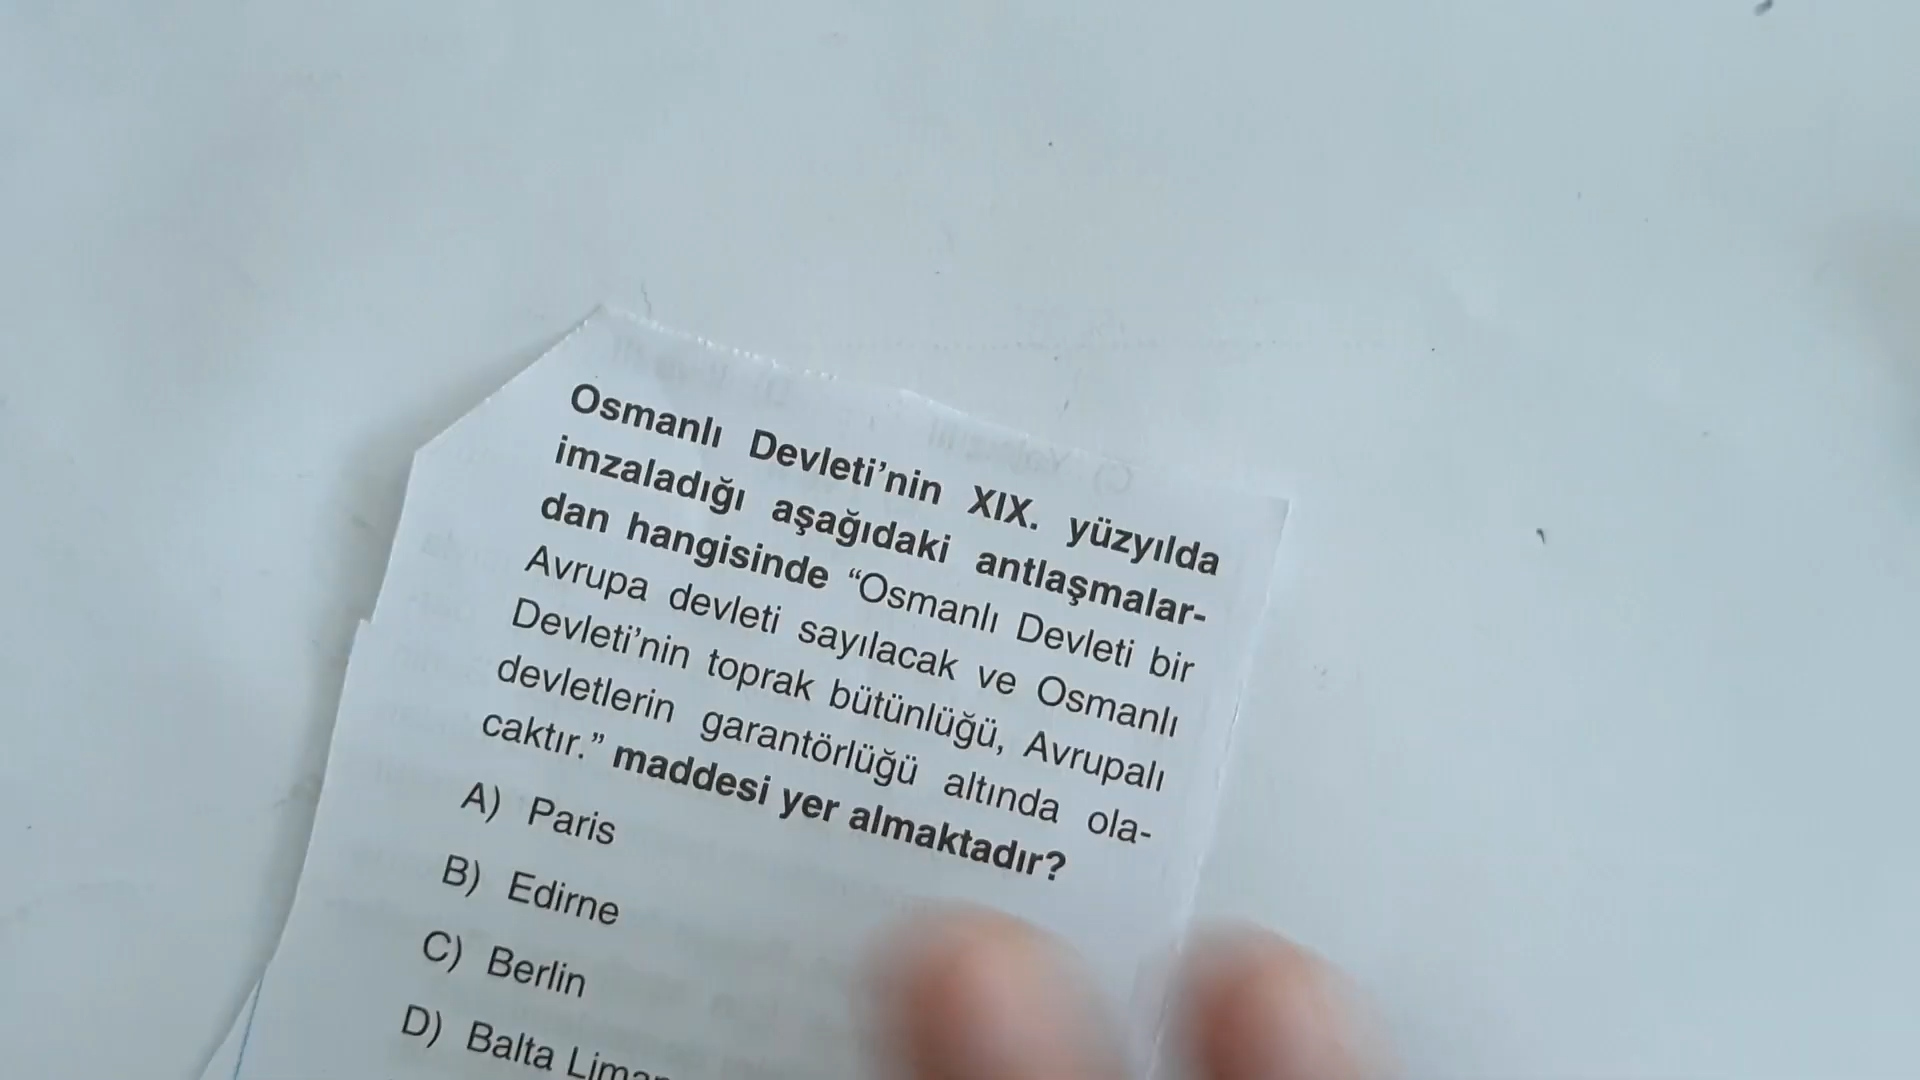 Osmanlı Devleti’nin XIX. yüzyılda
imzaladığı aşağıdaki antlaşmalar-
dan hangisinde “Osmanlı Devleti bir
Avrupa devleti sayılacak ve Osmanlı
Devleti’nin toprak bütünlüğü, Avrupalı
devletlerin garantörlüğü altında ola-
caktır.” maddesi yer almaktadır?
A) Paris
B) Edirne
C) Berlin
D) Balta